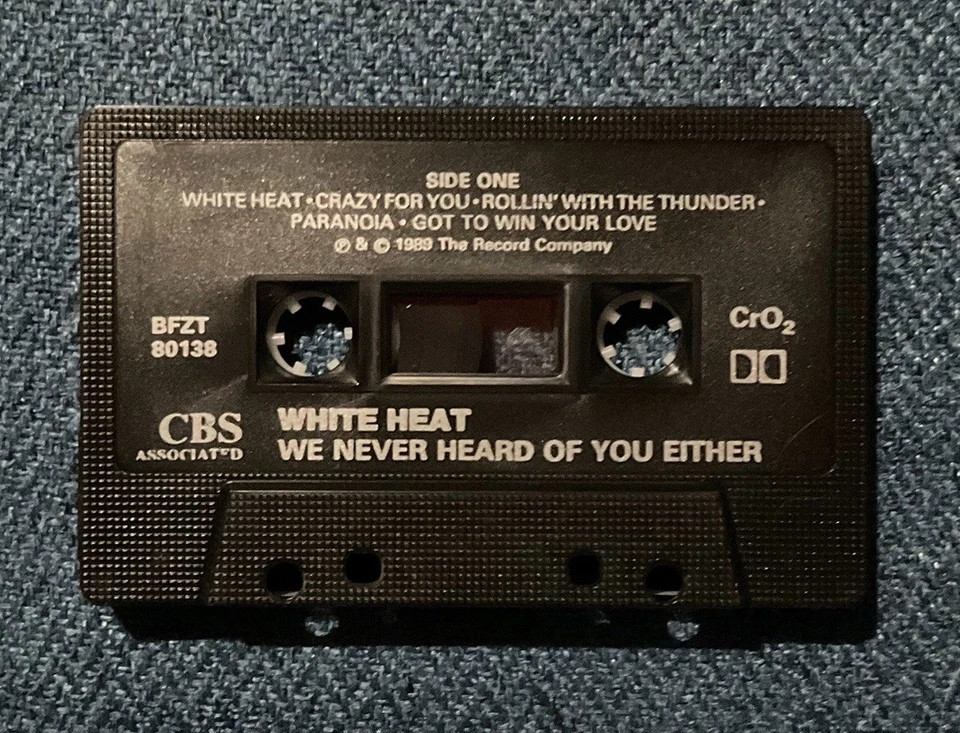 SIDE ONE
WHITE HEAT • CRAZY FOR YOU • ROLLIN' WITH THE THUNDER •
PARANOIA • GOT TO WIN YOUR LOVE
℗ & © 1989 The Record Company
BFZT
80138
CrO₂
CBS
ASSOCIATED
WHITE HEAT
WE NEVER HEARD OF YOU EITHER